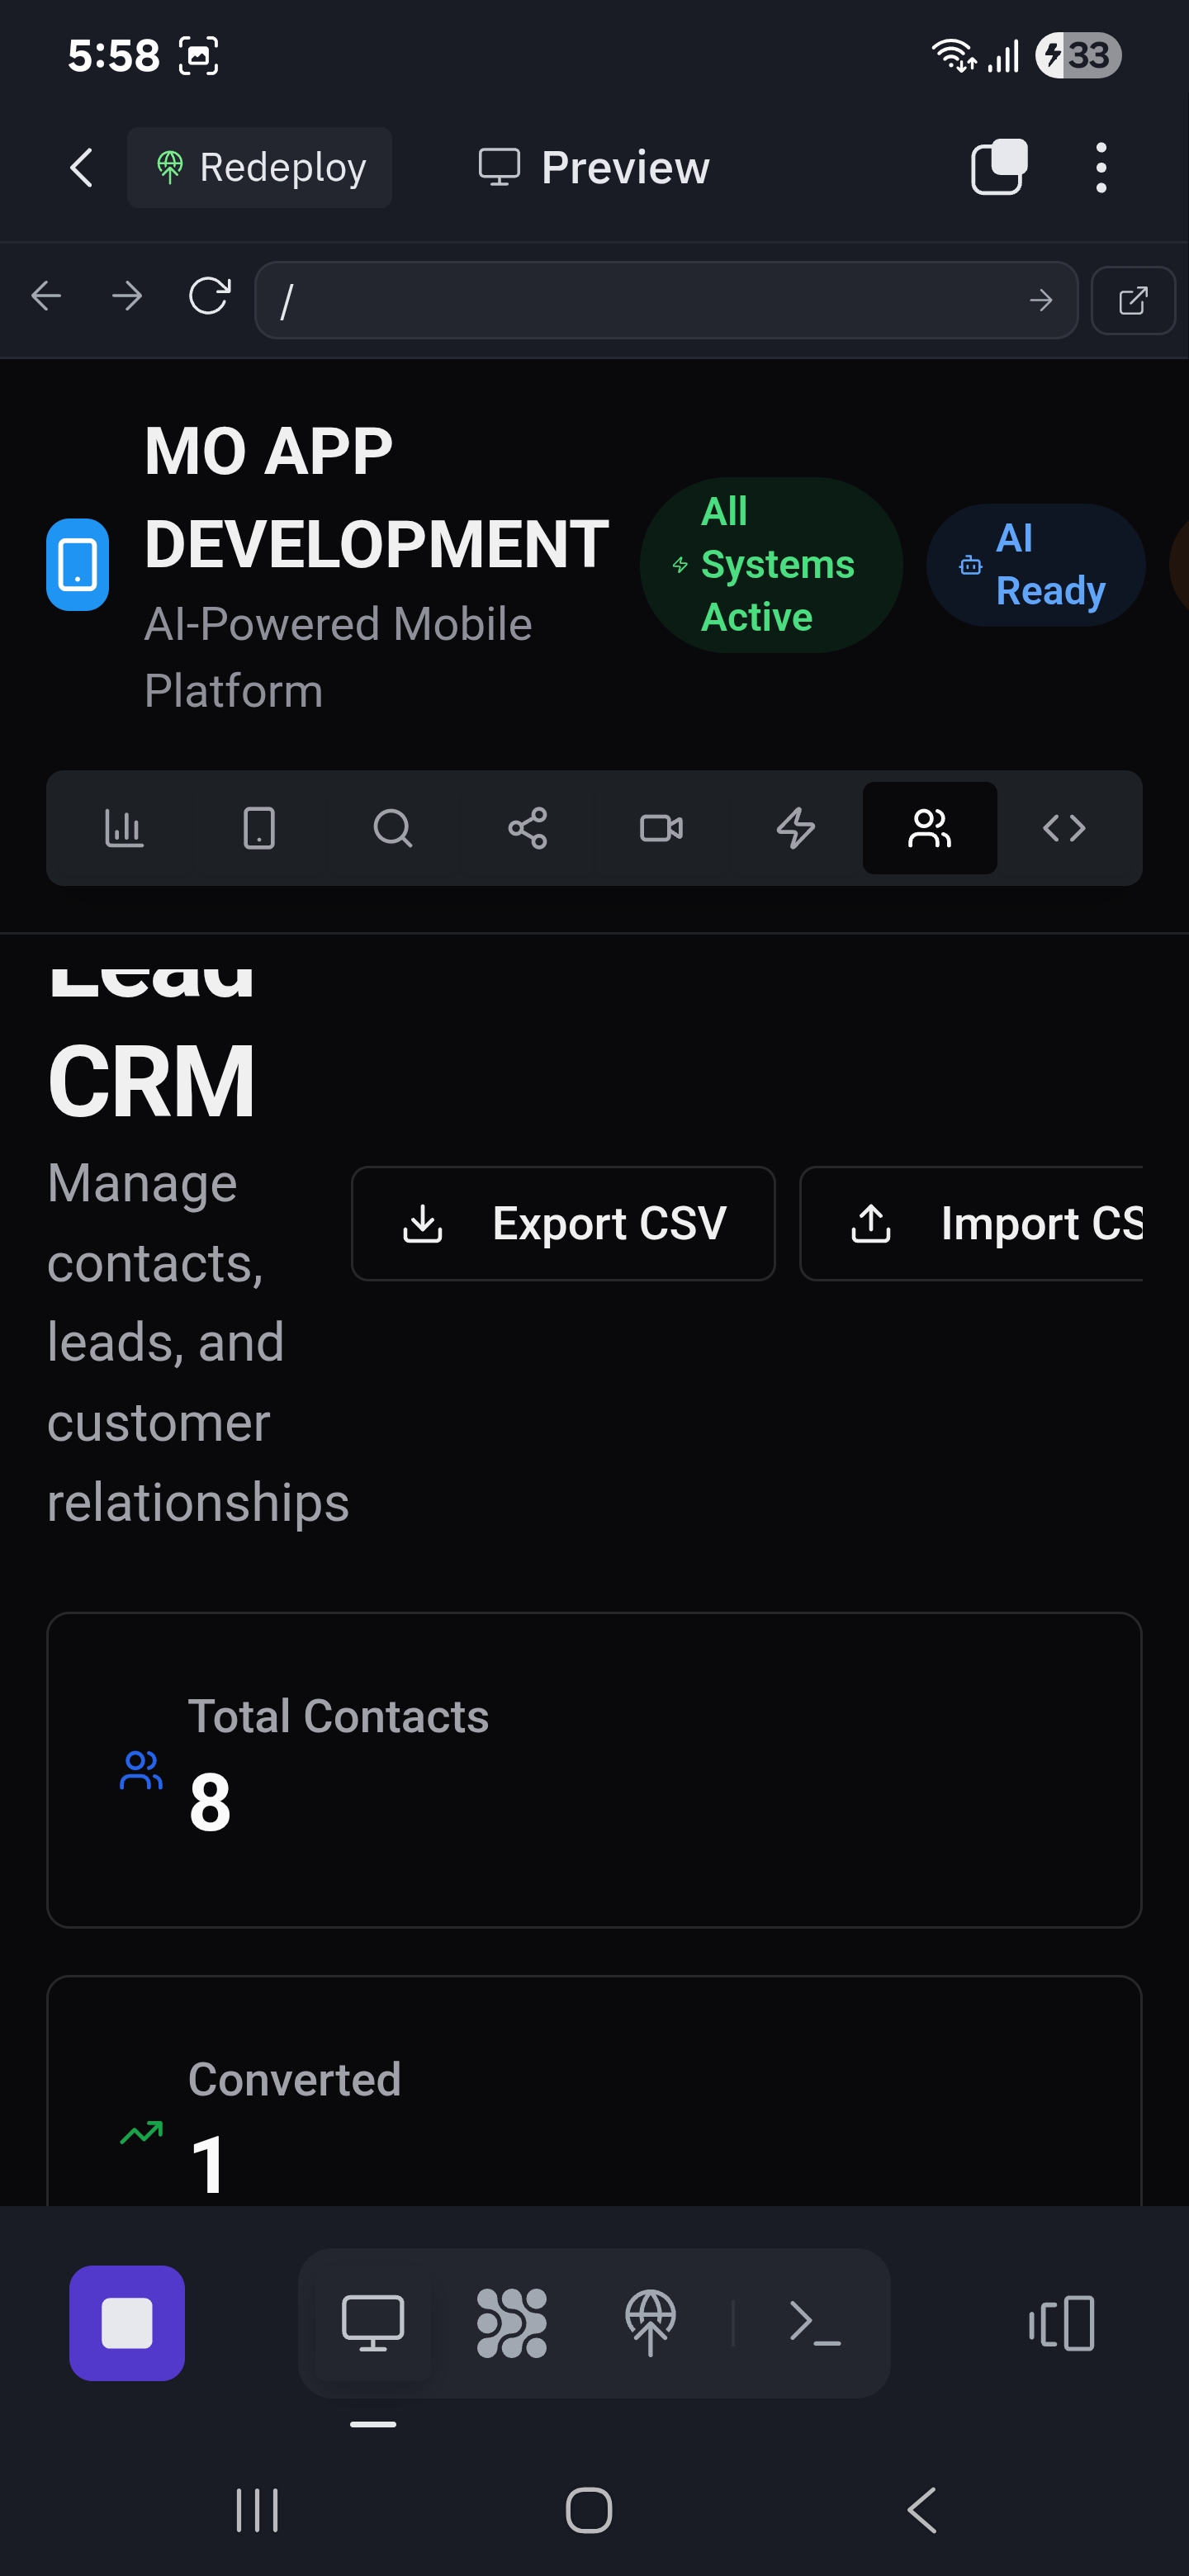 5:58
33
Redeploy
Preview
/
MO APP
DEVELOPMENT
AI-Powered Mobile
Platform
All
Systems
Active
AI
Ready
Lead
CRM
Manage
contacts,
leads, and
customer
relationships
Export CSV
Import CS
Total Contacts
8
Converted
1